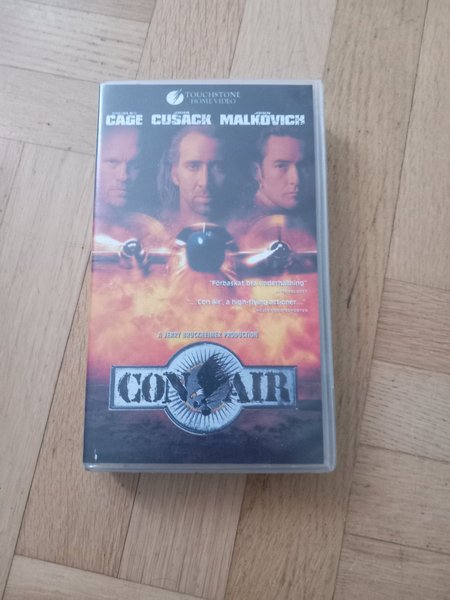 TOUCHSTONE
HOME VIDEO
CAGE CUSACK MALKOVICH
"Förbaskat bra underhållning"
"...'Con Air', a high-flying actioner..."
A JERRY BRUCKHEIMER PRODUCTION
CON AIR